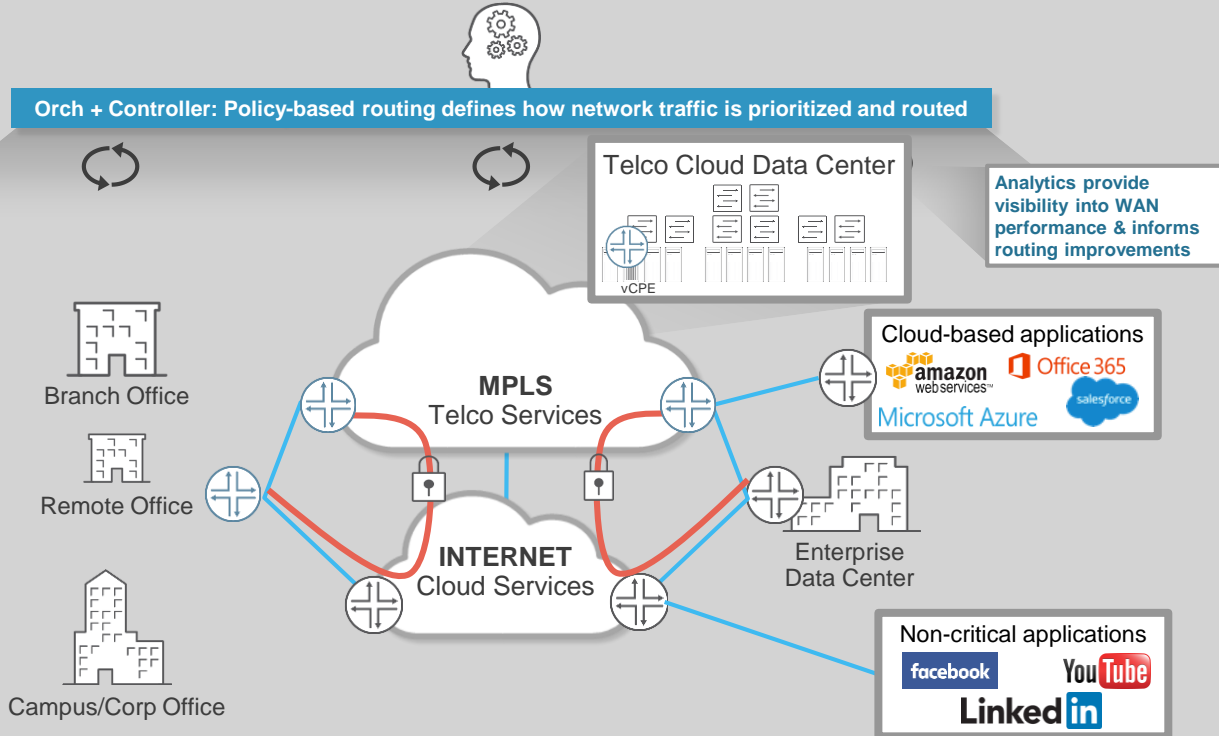 Orch + Controller: Policy-based routing defines how network traffic is prioritized and routed
Telco Cloud Data Center
vCPE
Analytics provide
visibility into WAN
performance & informs
routing improvements
Branch Office
Remote Office
Campus/Corp Office
MPLS
Telco Services
INTERNET
Cloud Services
Cloud-based applications
amazon
webservices™
Office 365
salesforce
Microsoft Azure
Enterprise
Data Center
Non-critical applications
facebook
YouTube
Linked in